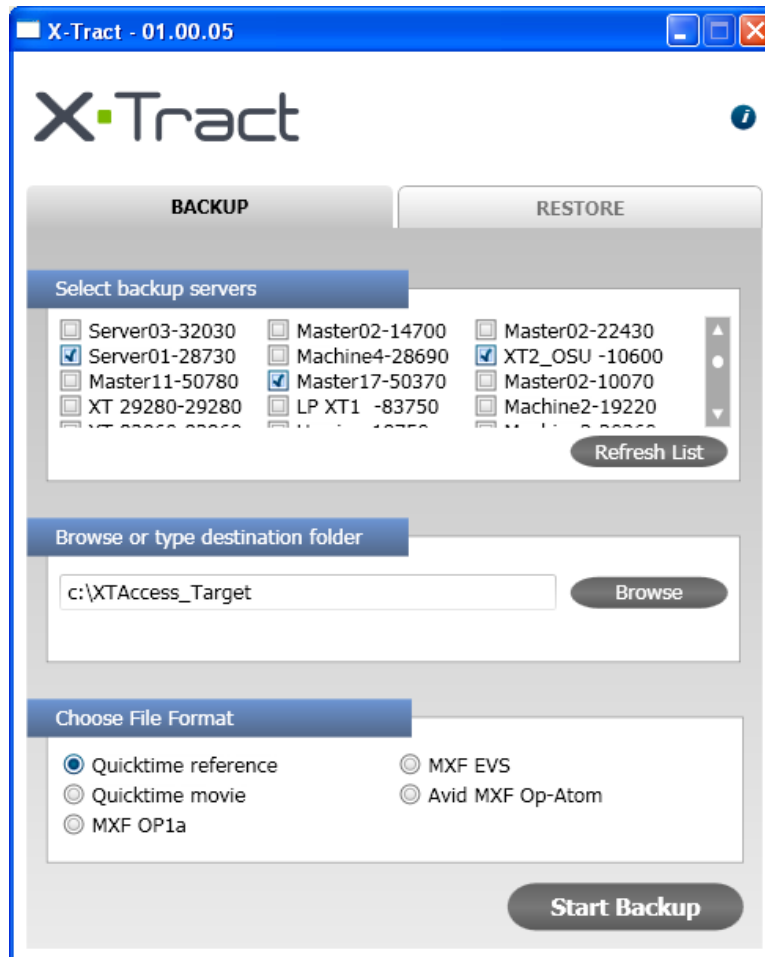 X-Tract - 01.00.05
X-Tract
i
BACKUP
RESTORE
Select backup servers
Server03-32030 Master02-14700 Master02-22430
Server01-28730 Machine4-28690 XT2_OSU -10600
Master11-50780 Master17-50370 Master02-10070
XT 29280-29280 LP XT1 -83750 Machine2-19220
Refresh List
Browse or type destination folder
c:\XTAccess_Target
Browse
Choose File Format
Quicktime reference MXF EVS
Quicktime movie Avid MXF Op-Atom
MXF OP1a
Start Backup